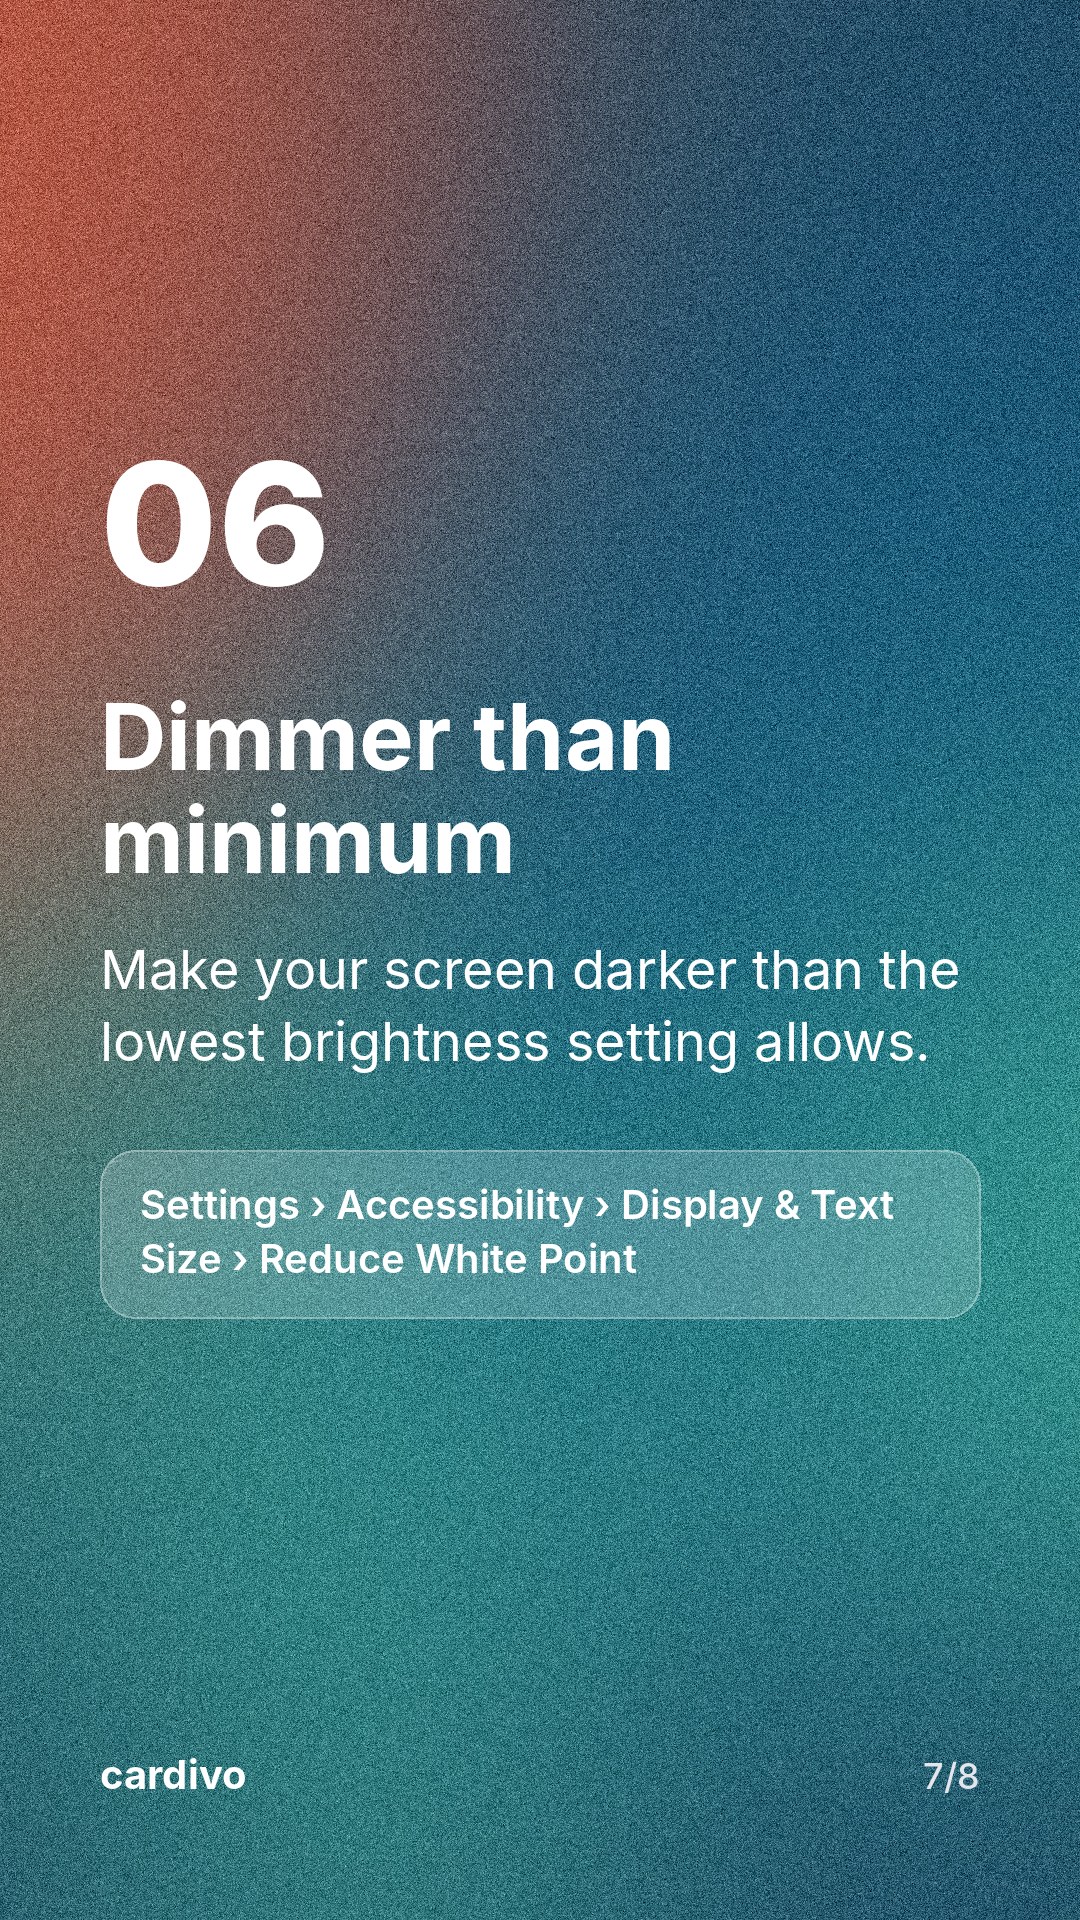 06
Dimmer than
minimum
Make your screen darker than the
lowest brightness setting allows.
Settings › Accessibility › Display & Text
Size › Reduce White Point
cardivo
7/8